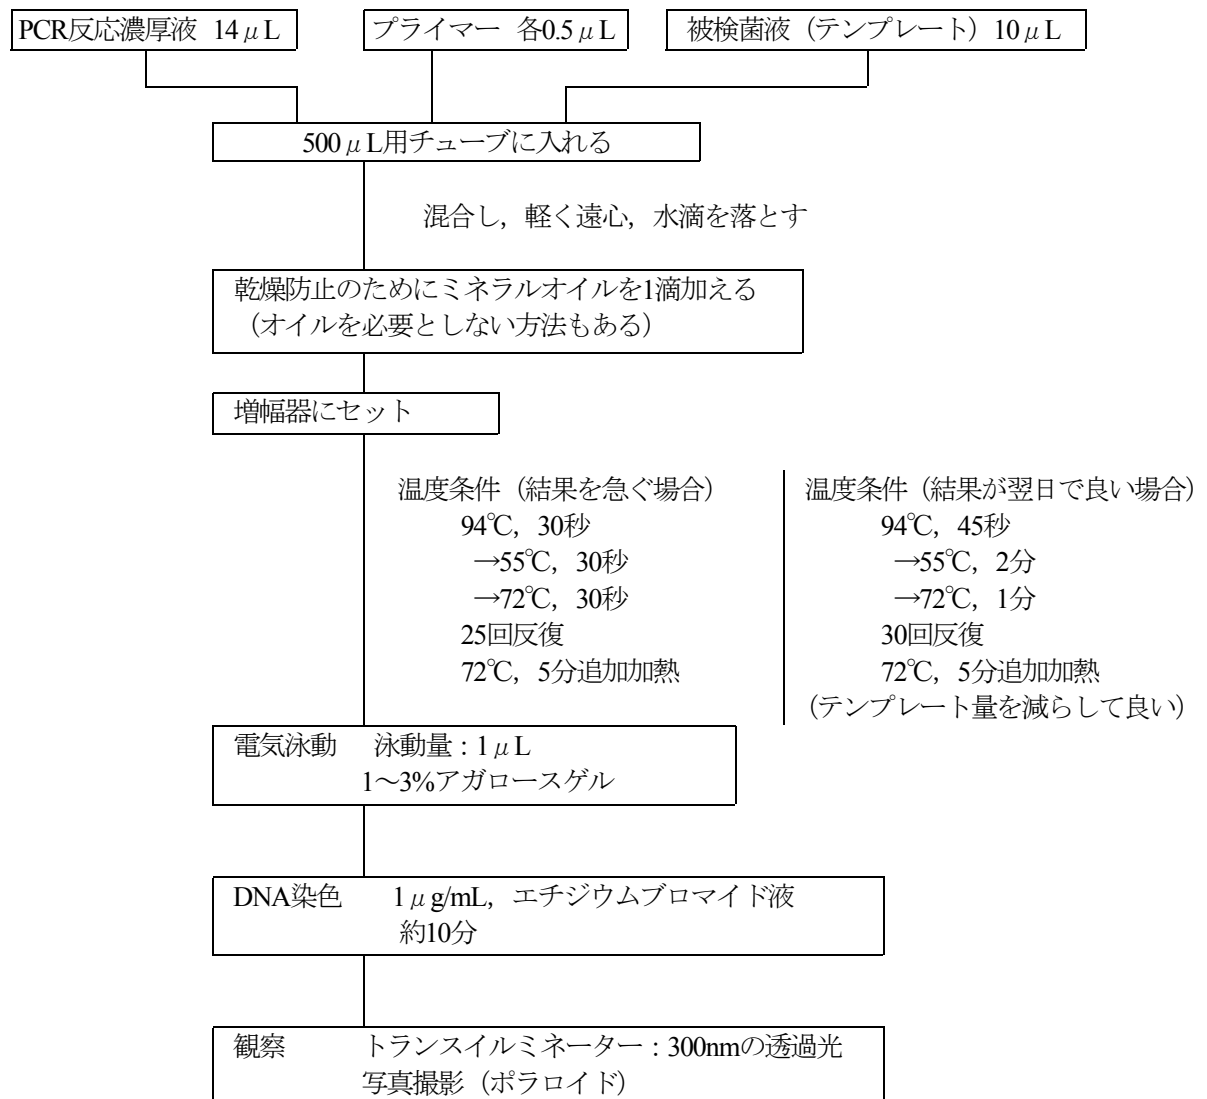 PCR反応濃厚液 14μL
プライマー 各0.5μL
被検菌液（テンプレート）10μL
500μL用チューブに入れる
混合し，軽く遠心，水滴を落とす
乾燥防止のためにミネラルオイルを1滴加える
（オイルを必要としない方法もある）
増幅器にセット
温度条件（結果を急ぐ場合）
94℃，30秒
→55℃，30秒
→72℃，30秒
25回反復
72℃，5分追加加熱
温度条件（結果が翌日で良い場合）
94℃，45秒
→55℃，2分
→72℃，1分
30回反復
72℃，5分追加加熱
（テンプレート量を減らして良い）
電気泳動 泳動量：1μL
1～3%アガロースゲル
DNA染色 1μg/mL，エチジウムブロマイド液
約10分
観察 トランスイルミネーター：300nmの透過光
写真撮影（ポラロイド）